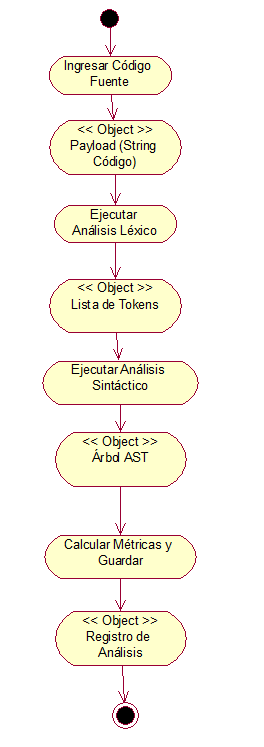 Ingresar Código
Fuente
<< Object >>
Payload (String
Código)
Ejecutar
Análisis Léxico
<< Object >>
Lista de Tokens
Ejecutar Análisis
Sintáctico
<< Object >>
Árbol AST
Calcular Métricas y
Guardar
<< Object >>
Registro de
Análisis